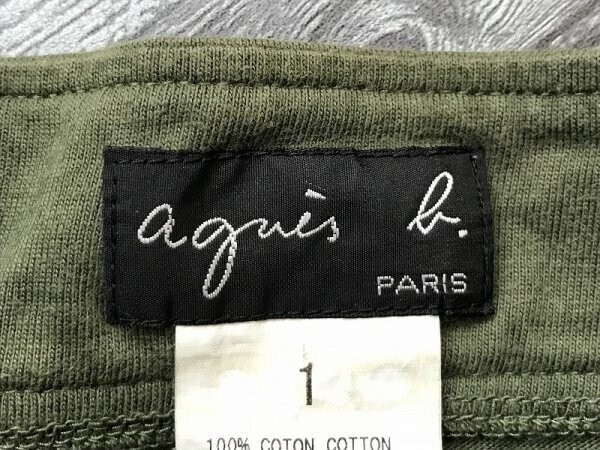 agnès b.
PARIS
1
100% COTON COTTON